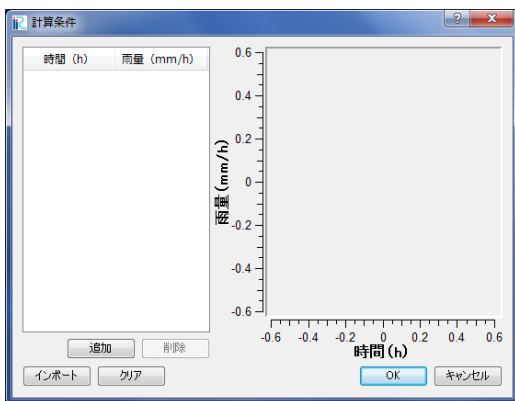 計算条件
時間 (h) 雨量 (mm/h)
0.6
0.4
0.2
0
-0.2
-0.4
-0.6
雨量(mm/h)
-0.6 -0.4 -0.2 0 0.2 0.4 0.6
時間(h)
追加 削除
インポート クリア OK キャンセル